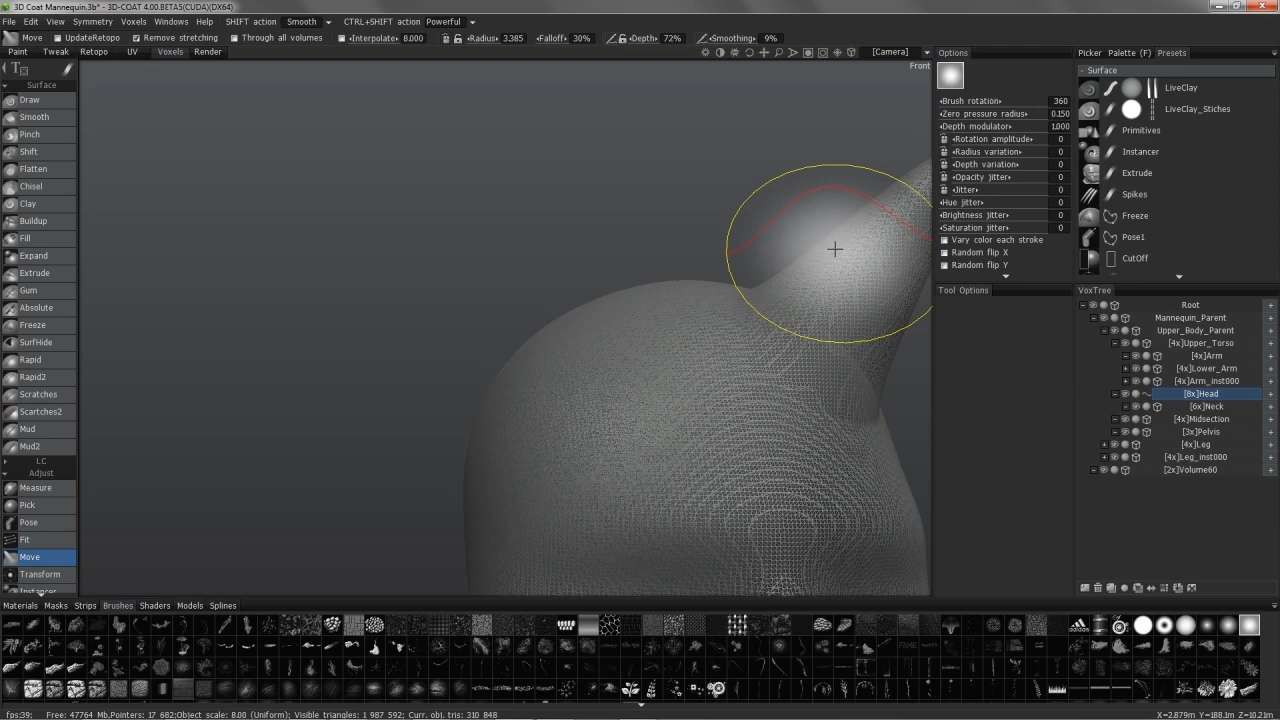 3D Coat Mannequin.3b* - 3D-COAT 4.00.BETA5(CUDA)(DX64)
File Edit View Symmetry Voxels Windows Help SHIFT action Smooth CTRL+SHIFT action Powerful
Move UpdateRetopo Remove stretching Through all volumes Interpolate 8.000 Radius 3.385 Falloff 30% Depth 72% Smoothing 9%
Paint Tweak Retopo UV Voxels Render [Camera] Options Picker Palette (F) Presets
Front
Surface
Draw
Smooth
Pinch
Shift
Flatten
Chisel
Clay
Buildup
Fill
Expand
Extrude
Gum
Absolute
Freeze
SurfHide
Rapid
Rapid2
Scratches
Scartches2
Mud
Mud2
LC
Adjust
Measure
Pick
Pose
Fit
Move
Transform
Instancer
Brush rotation 360
Zero pressure radius 0.150
Depth modulator 1.000
Rotation amplitude 0
Radius variation 0
Depth variation 0
Opacity jitter 0
Jitter 0
Hue jitter 0
Brightness jitter 0
Saturation jitter 0
Vary color each stroke
Random flip X
Random flip Y
Tool Options
- Surface
LiveClay
LiveClay_Stiches
Primitives
Instancer
Extrude
Spikes
Freeze
Pose1
CutOff
VoxTree
Root
Mannequin_Parent
Upper_Body_Parent
[4x]Upper_Torso
[4x]Arm
[4x]Lower_Arm
[4x]Arm_inst000
[8x]Head
[6x]Neck
[4x]Midsection
[3x]Pelvis
[4x]Leg
[4x]Leg_inst000
[2x]Volume60
Materials Masks Strips Brushes Shaders Models Splines
adidas
fps:39; Free: 47764 Mb,Pointers: 17 682;Object scale: 8.00 (Uniform); Visible triangles: 1 987 592; Curr. obj. tris: 310 848 X=2.879m Y=188.1m Z=10.21m